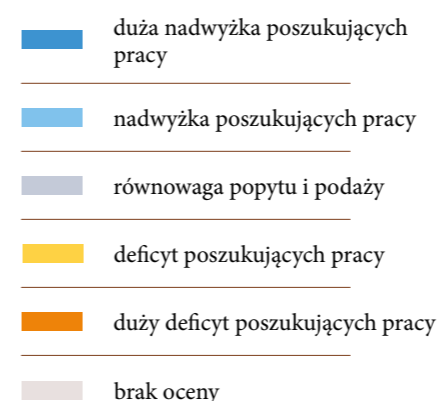 duża nadwyżka poszukujących
pracy
nadwyżka poszukujących pracy
równowaga popytu i podaży
deficyt poszukujących pracy
duży deficyt poszukujących pracy
brak oceny